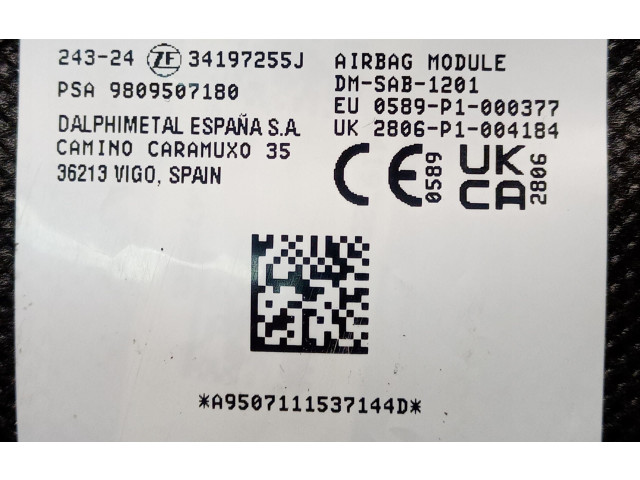 243-24 ZF 34197255J
PSA 9809507180
DALPHIMETAL ESPAÑA S.A.
CAMINO CARAMUXO 35
36213 VIGO, SPAIN
AIRBAG MODULE
DM-SAB-1201
EU 0589-P1-000377
UK 2806-P1-004184
CE 0589
UK
CA 2806
*A9507111537144D*